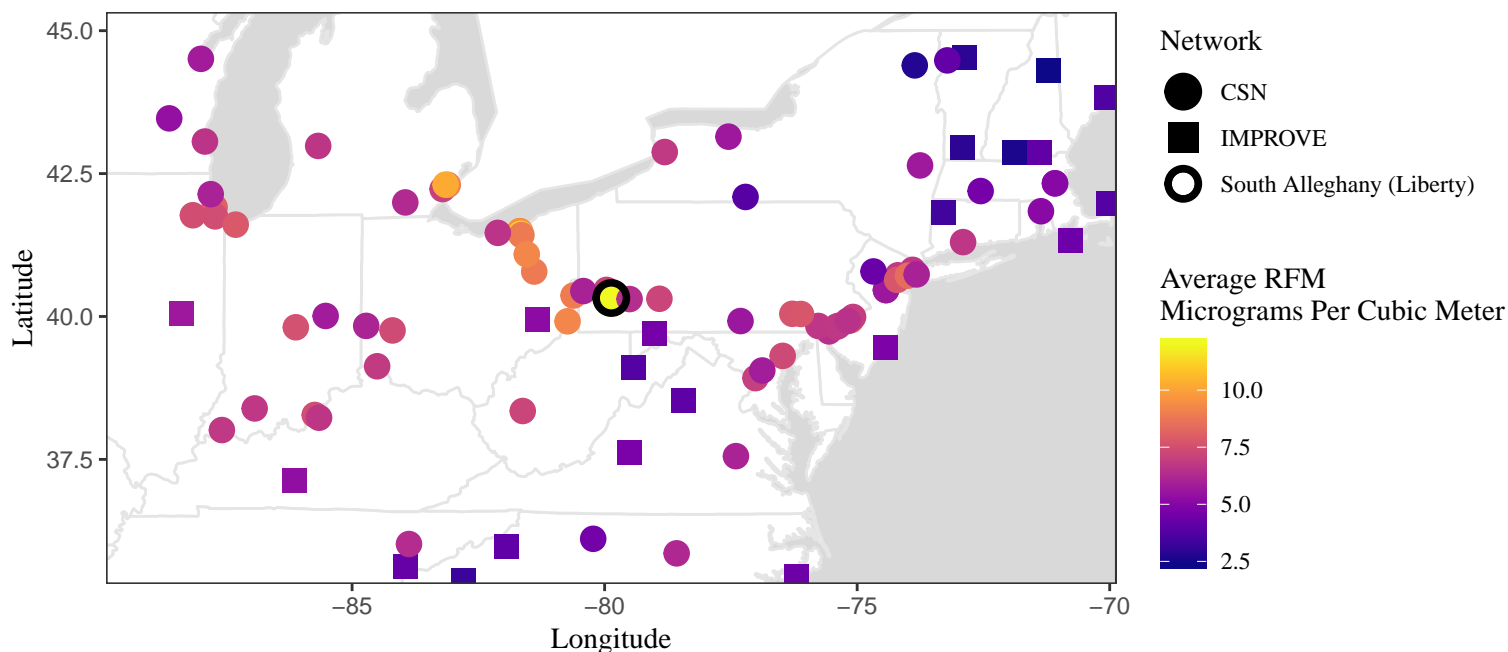 45.0
42.5
40.0
37.5
Latitude
−85
−80
−75
−70
Longitude
Network
CSN
IMPROVE
South Alleghany (Liberty)
Average RFM
Micrograms Per Cubic Meter
10.0
7.5
5.0
2.5